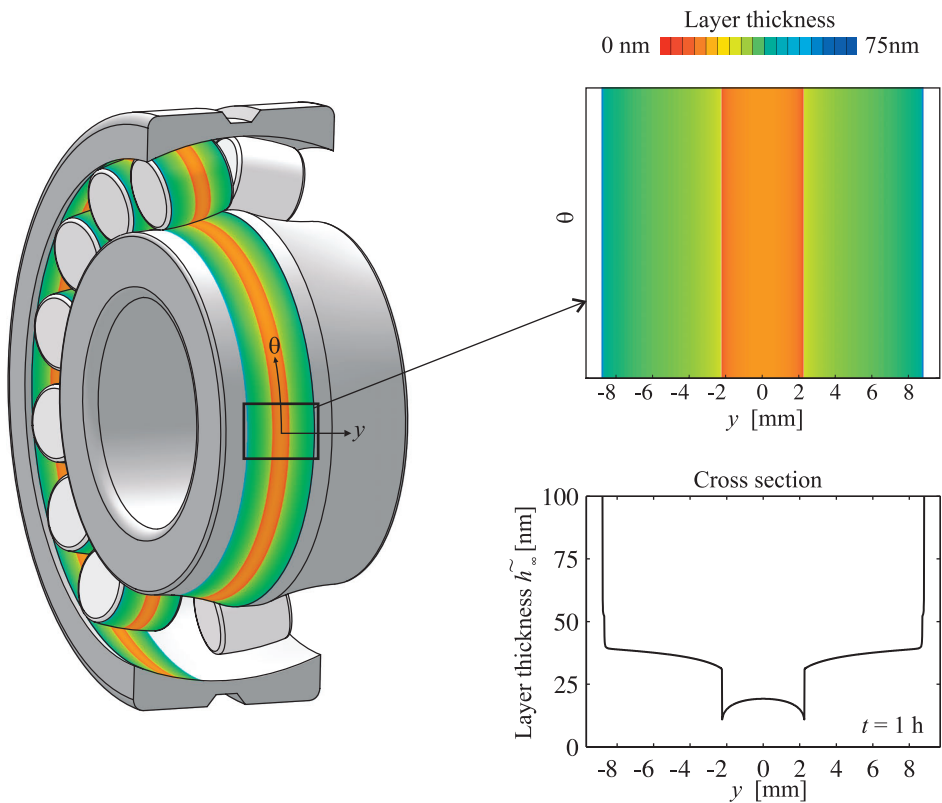 Layer thickness
0 nm 75nm
θ
-8 -6 -4 -2 0 2 4 6 8
y [mm]
θ
y
Cross section
Layer thickness h̃∞ [nm]
100
75
50
25
0
t = 1 h
-8 -6 -4 -2 0 2 4 6 8
y [mm]